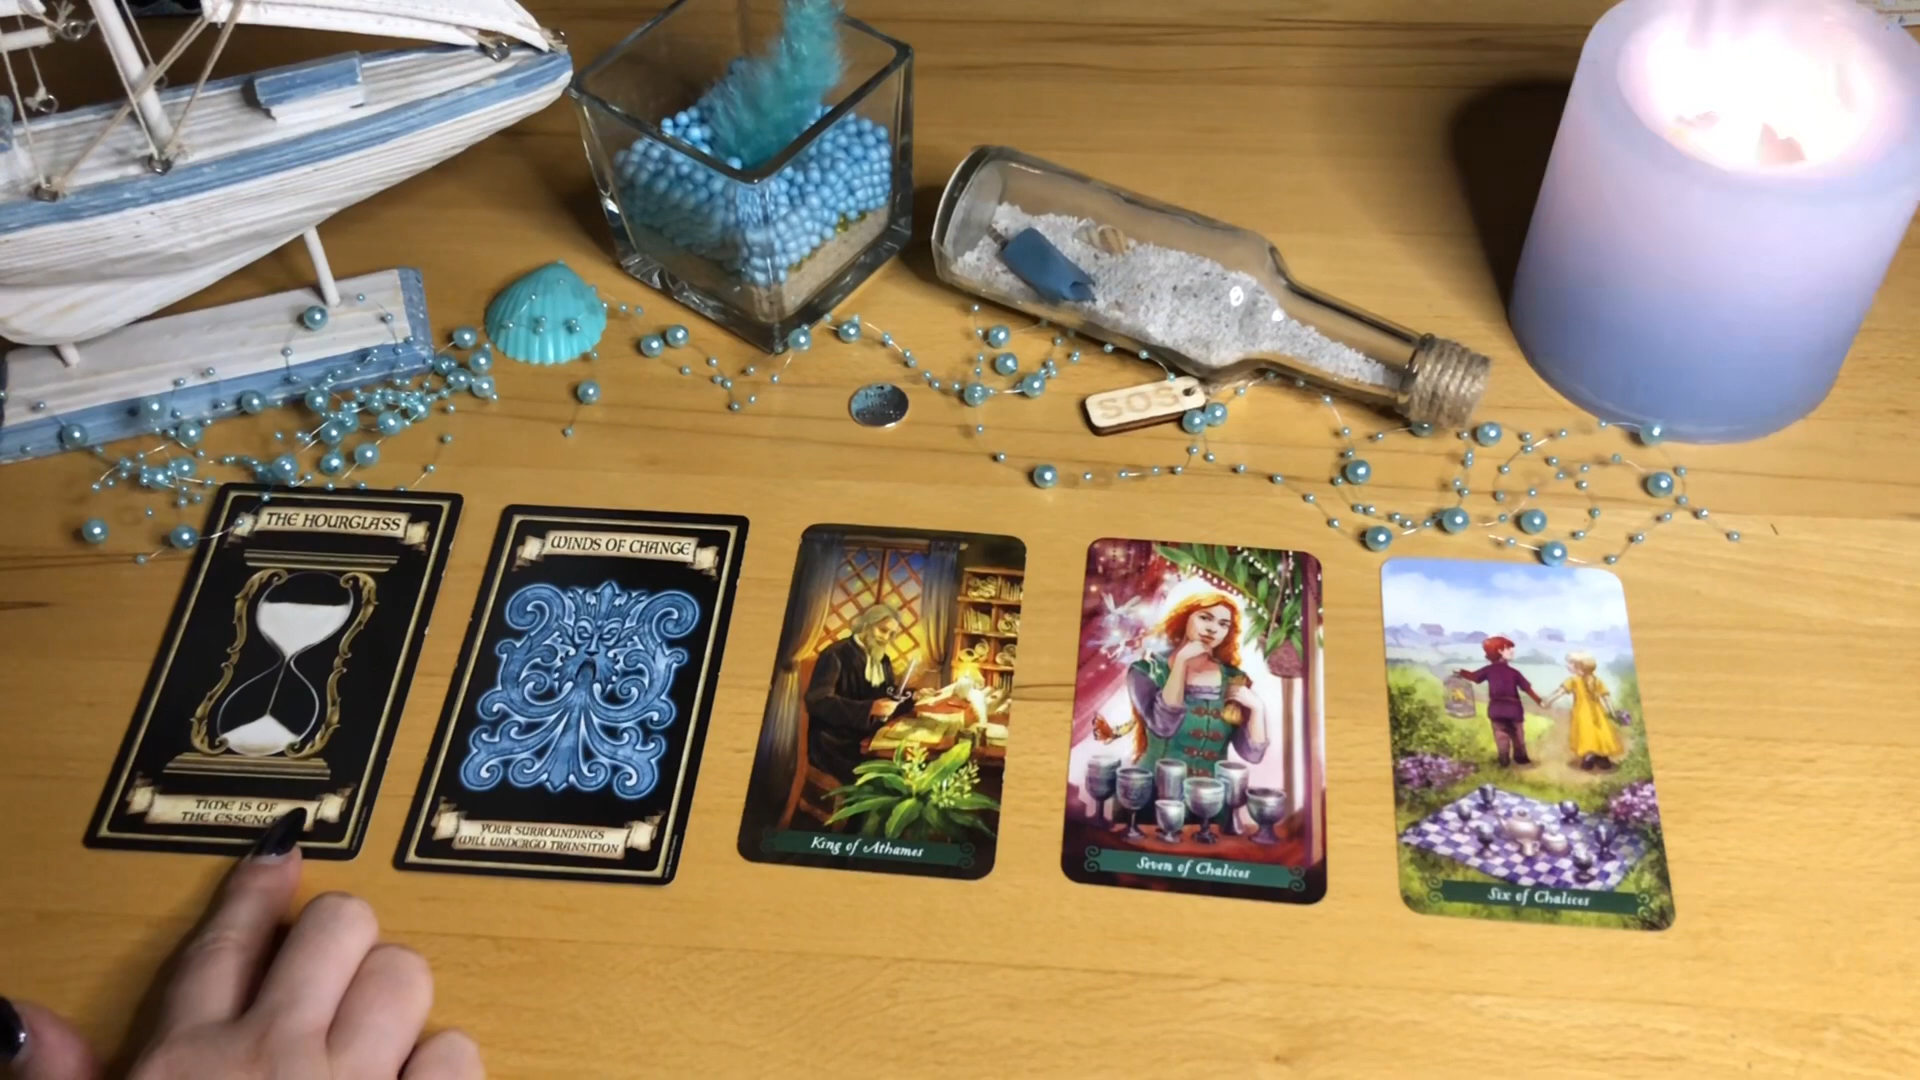 SOS
THE HOURGLASS
TIME IS OF
THE ESSENCE
WINDS OF CHANGE
YOUR SURROUNDINGS
WILL UNDERGO TRANSITION
King of Athames
Seven of Chalices
Six of Chalices